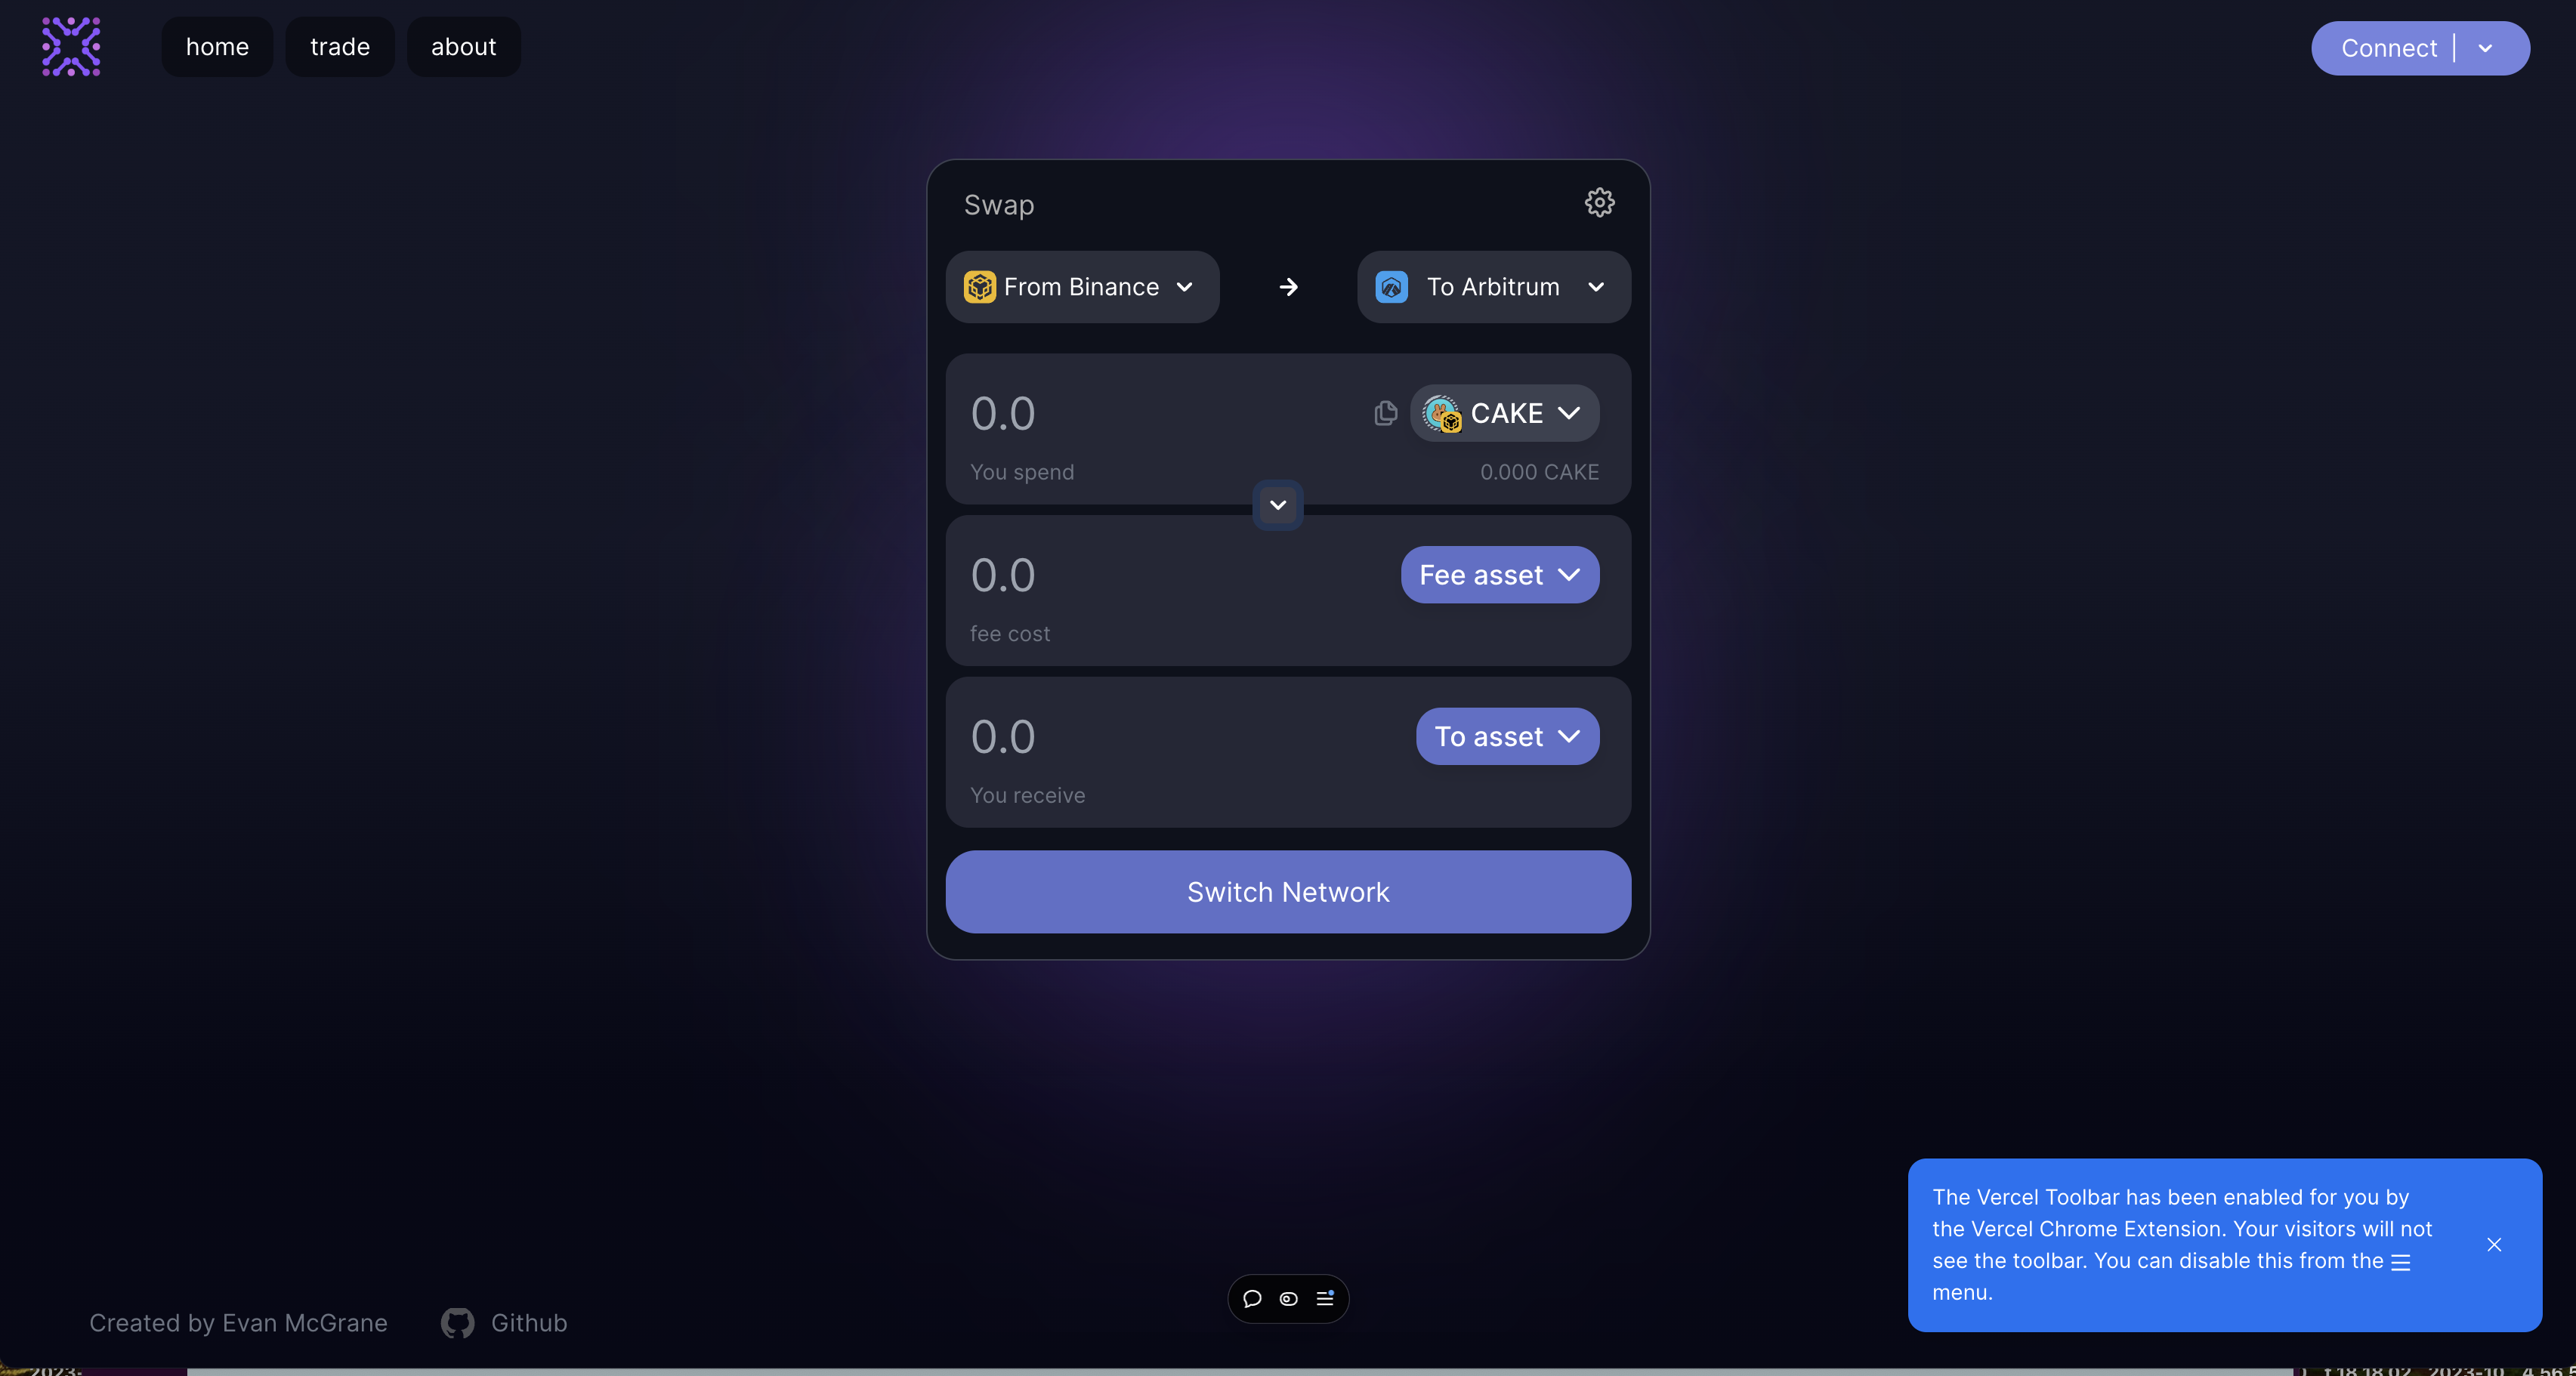 home
trade
about
Connect
Swap
From Binance
To Arbitrum
0.0
CAKE
You spend
0.000 CAKE
0.0
Fee asset
fee cost
0.0
To asset
You receive
Switch Network
The Vercel Toolbar has been enabled for you by
the Vercel Chrome Extension. Your visitors will not
see the toolbar. You can disable this from the
menu.
Created by Evan McGrane
Github